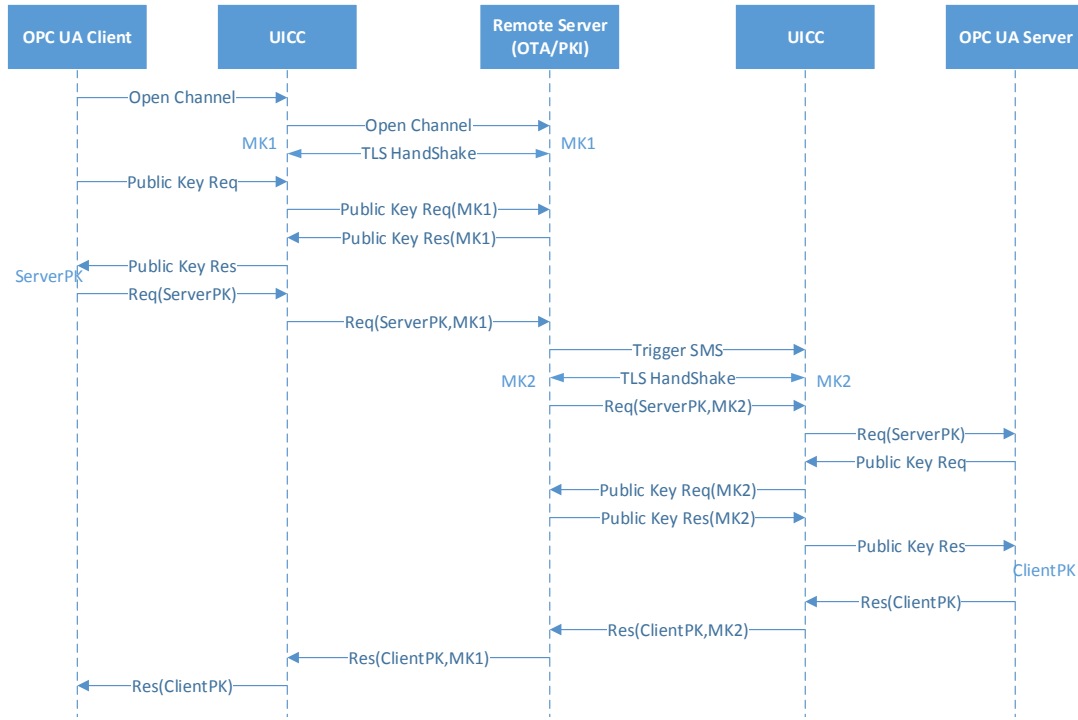 OPC UA Client
UICC
Remote Server
(OTA/PKI)
UICC
OPC UA Server
Open Channel
Open Channel
MK1
MK1
TLS HandShake
Public Key Req
Public Key Req(MK1)
Public Key Res(MK1)
Public Key Res
ServerPK
Req(ServerPK)
Req(ServerPK,MK1)
Trigger SMS
MK2
TLS HandShake
MK2
Req(ServerPK,MK2)
Req(ServerPK)
Public Key Req
Public Key Req(MK2)
Public Key Res(MK2)
Public Key Res
ClientPK
Res(ClientPK)
Res(ClientPK,MK2)
Res(ClientPK,MK1)
Res(ClientPK)